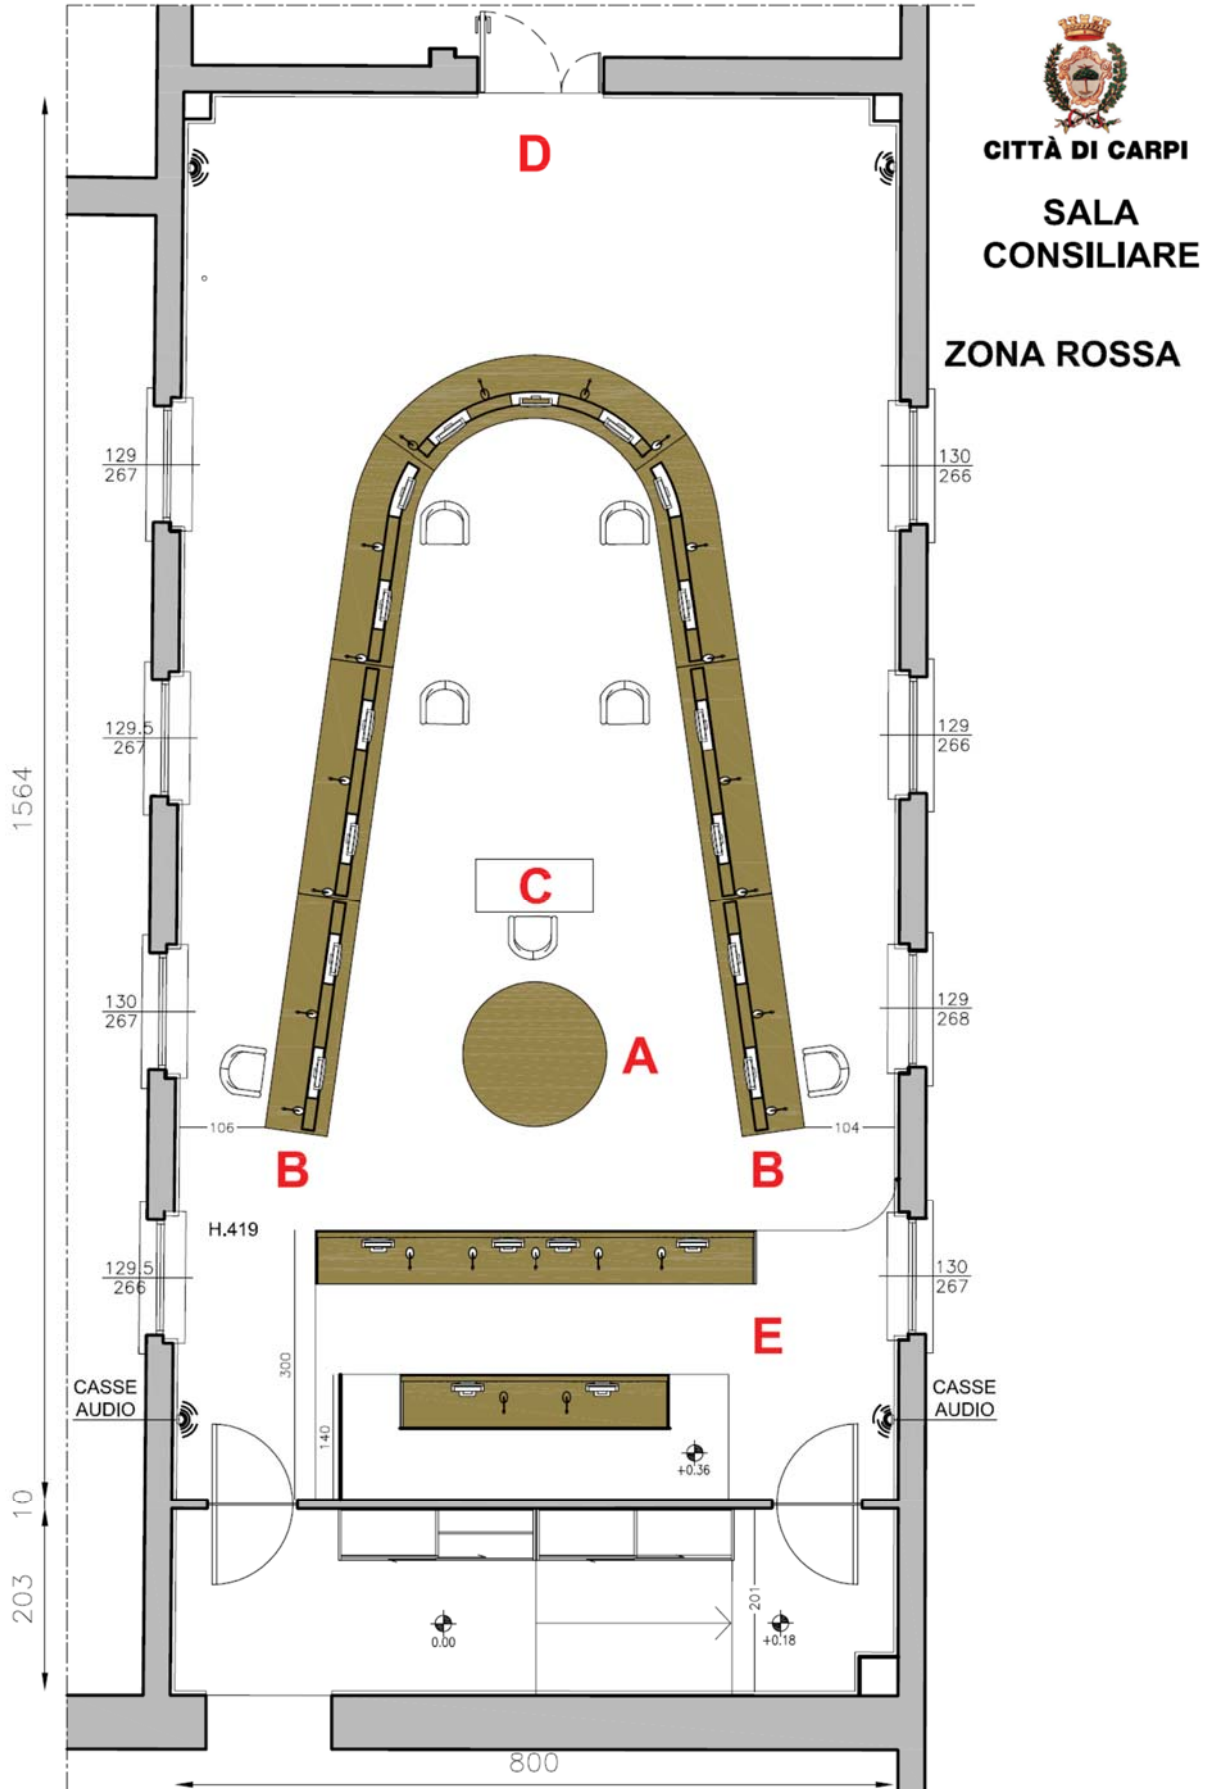 CITTÀ DI CARPI
SALA
CONSILIARE
ZONA ROSSA
D
129
267
130
266
129.5
267
129
266
1564
C
130
267
129
268
A
106
104
B
B
H.419
129.5
266
130
267
E
300
CASSE
AUDIO
CASSE
AUDIO
140
+0.36
10
203
201
0.00
+0.18
800